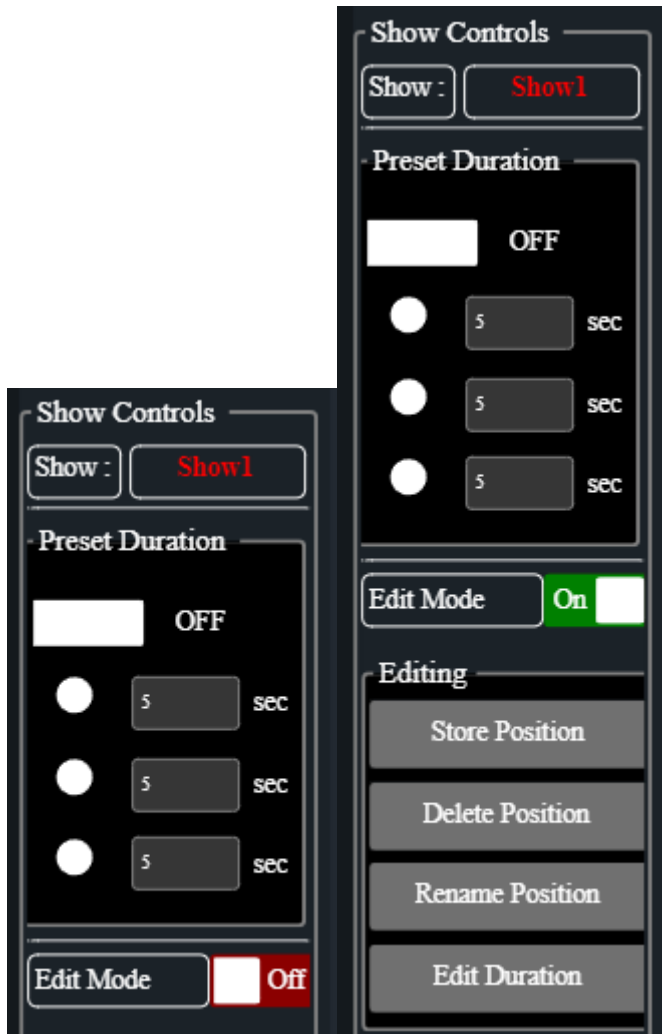 Show Controls
Show : Show1
Preset Duration
OFF
5 sec
5 sec
5 sec
Edit Mode Off
Show Controls
Show : Show1
Preset Duration
OFF
5 sec
5 sec
5 sec
Edit Mode On
Editing
Store Position
Delete Position
Rename Position
Edit Duration